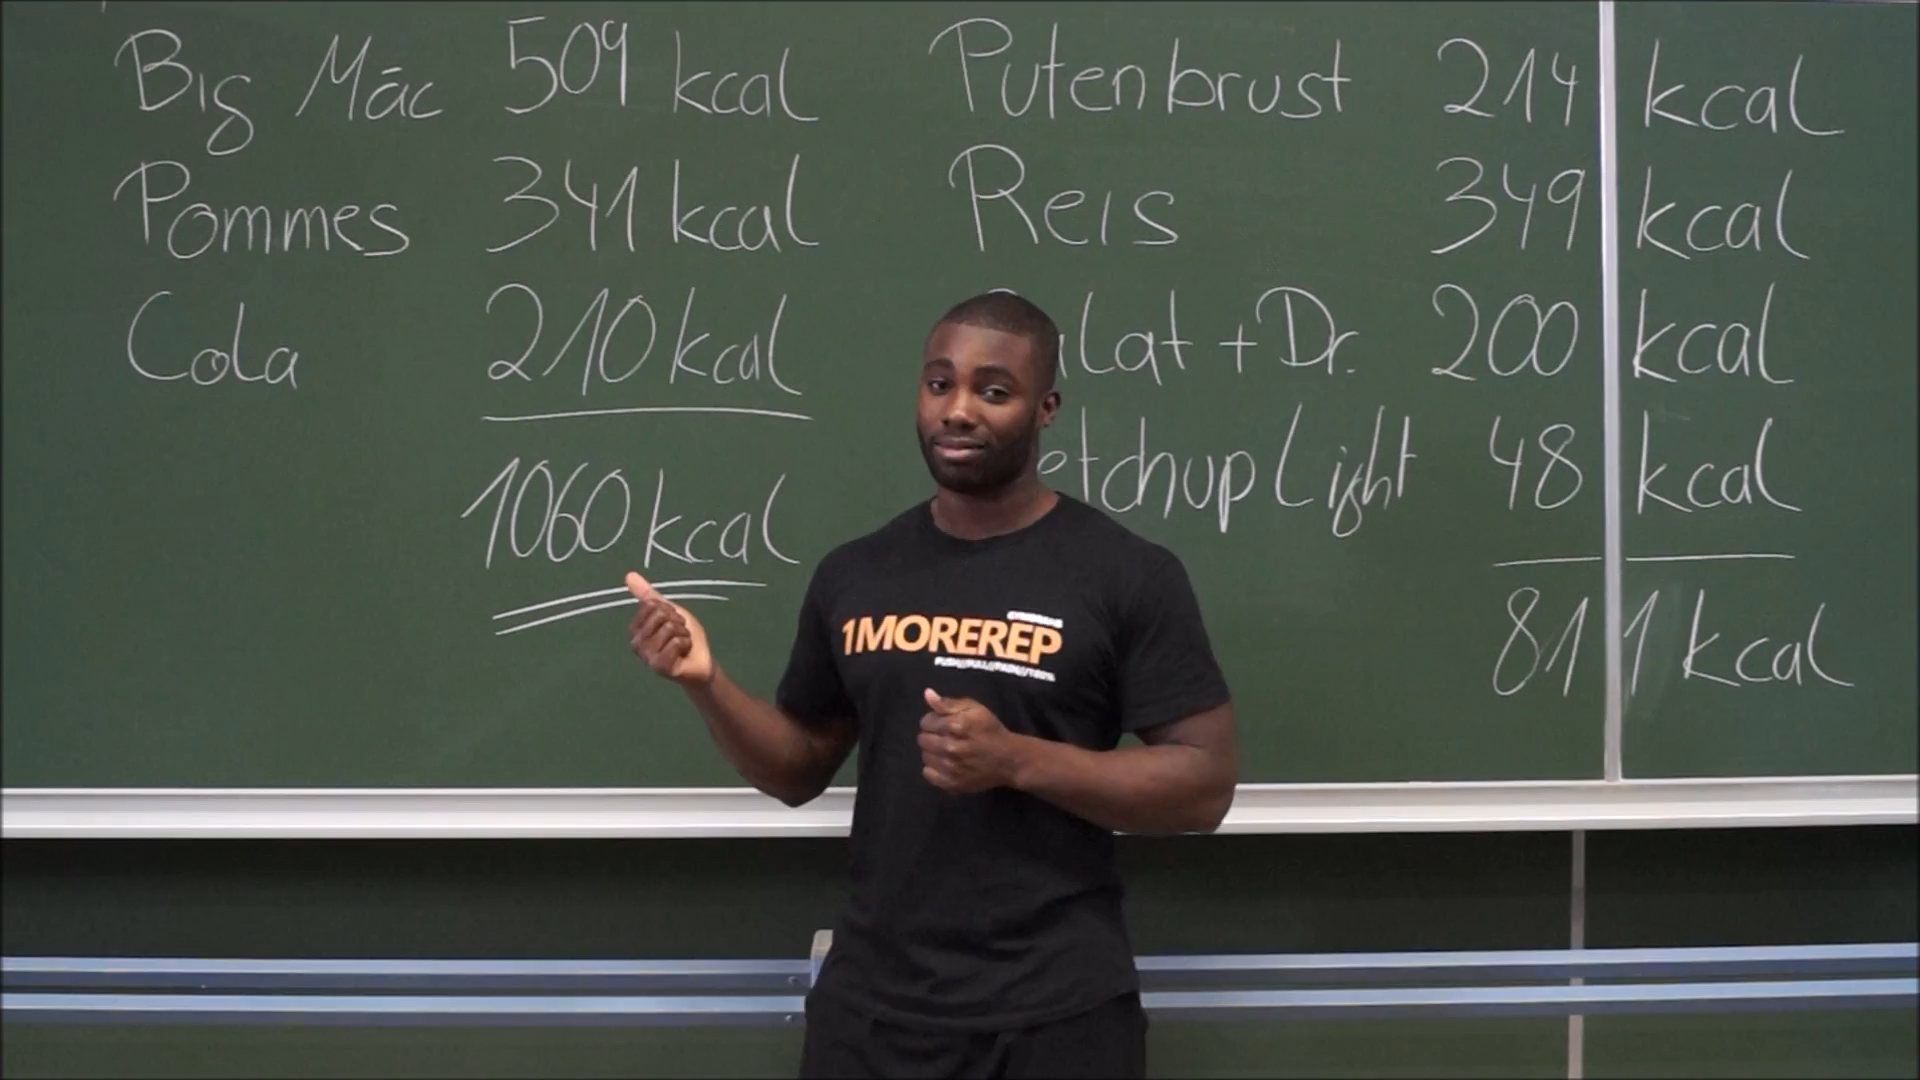 Big Mäc 509 kcal
Pommes 341 kcal
Cola 210 kcal
1060 kcal
Putenbrust 214 kcal
Reis 349 kcal
alat + Dr. 200 kcal
etchup Light 48 kcal
811 kcal
1MOREREP